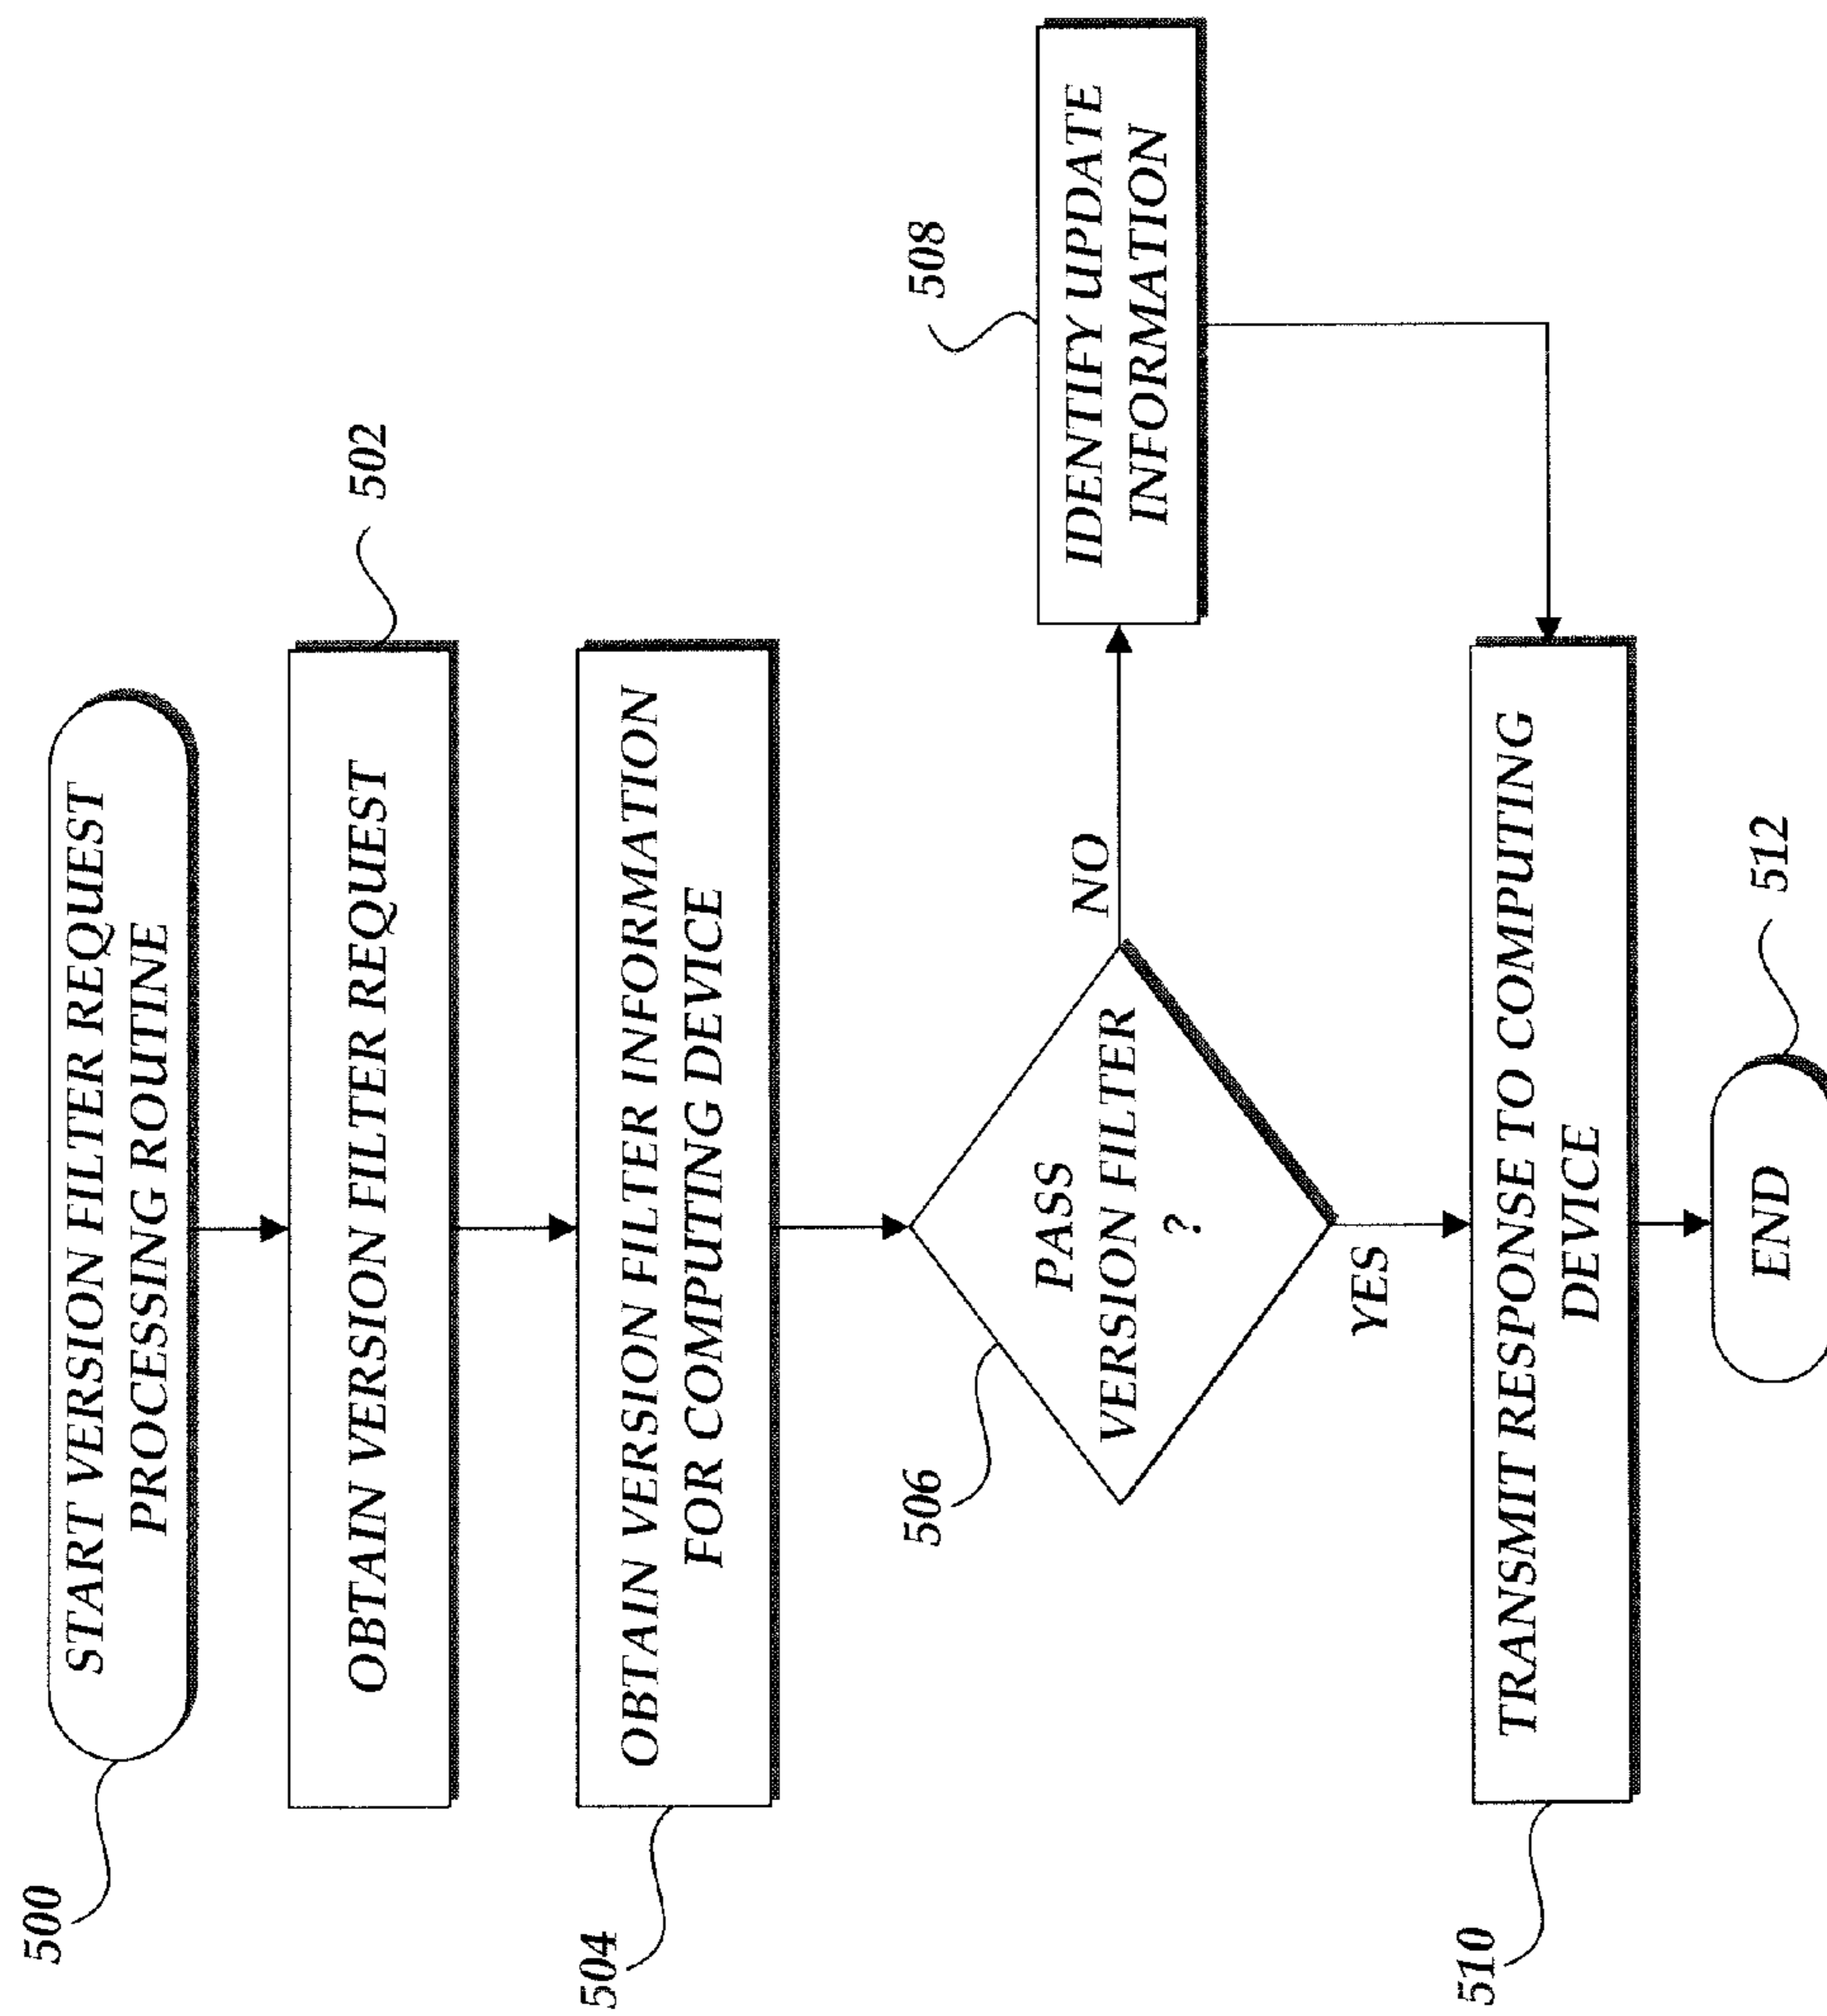 500
START VERSION FILTER REQUEST
PROCESSING ROUTINE
502
OBTAIN VERSION FILTER REQUEST
504
OBTAIN VERSION FILTER INFORMATION
FOR COMPUTING DEVICE
506
PASS
VERSION FILTER
?
NO
YES
508
IDENTIFY UPDATE
INFORMATION
510
TRANSMIT RESPONSE TO COMPUTING
DEVICE
512
END